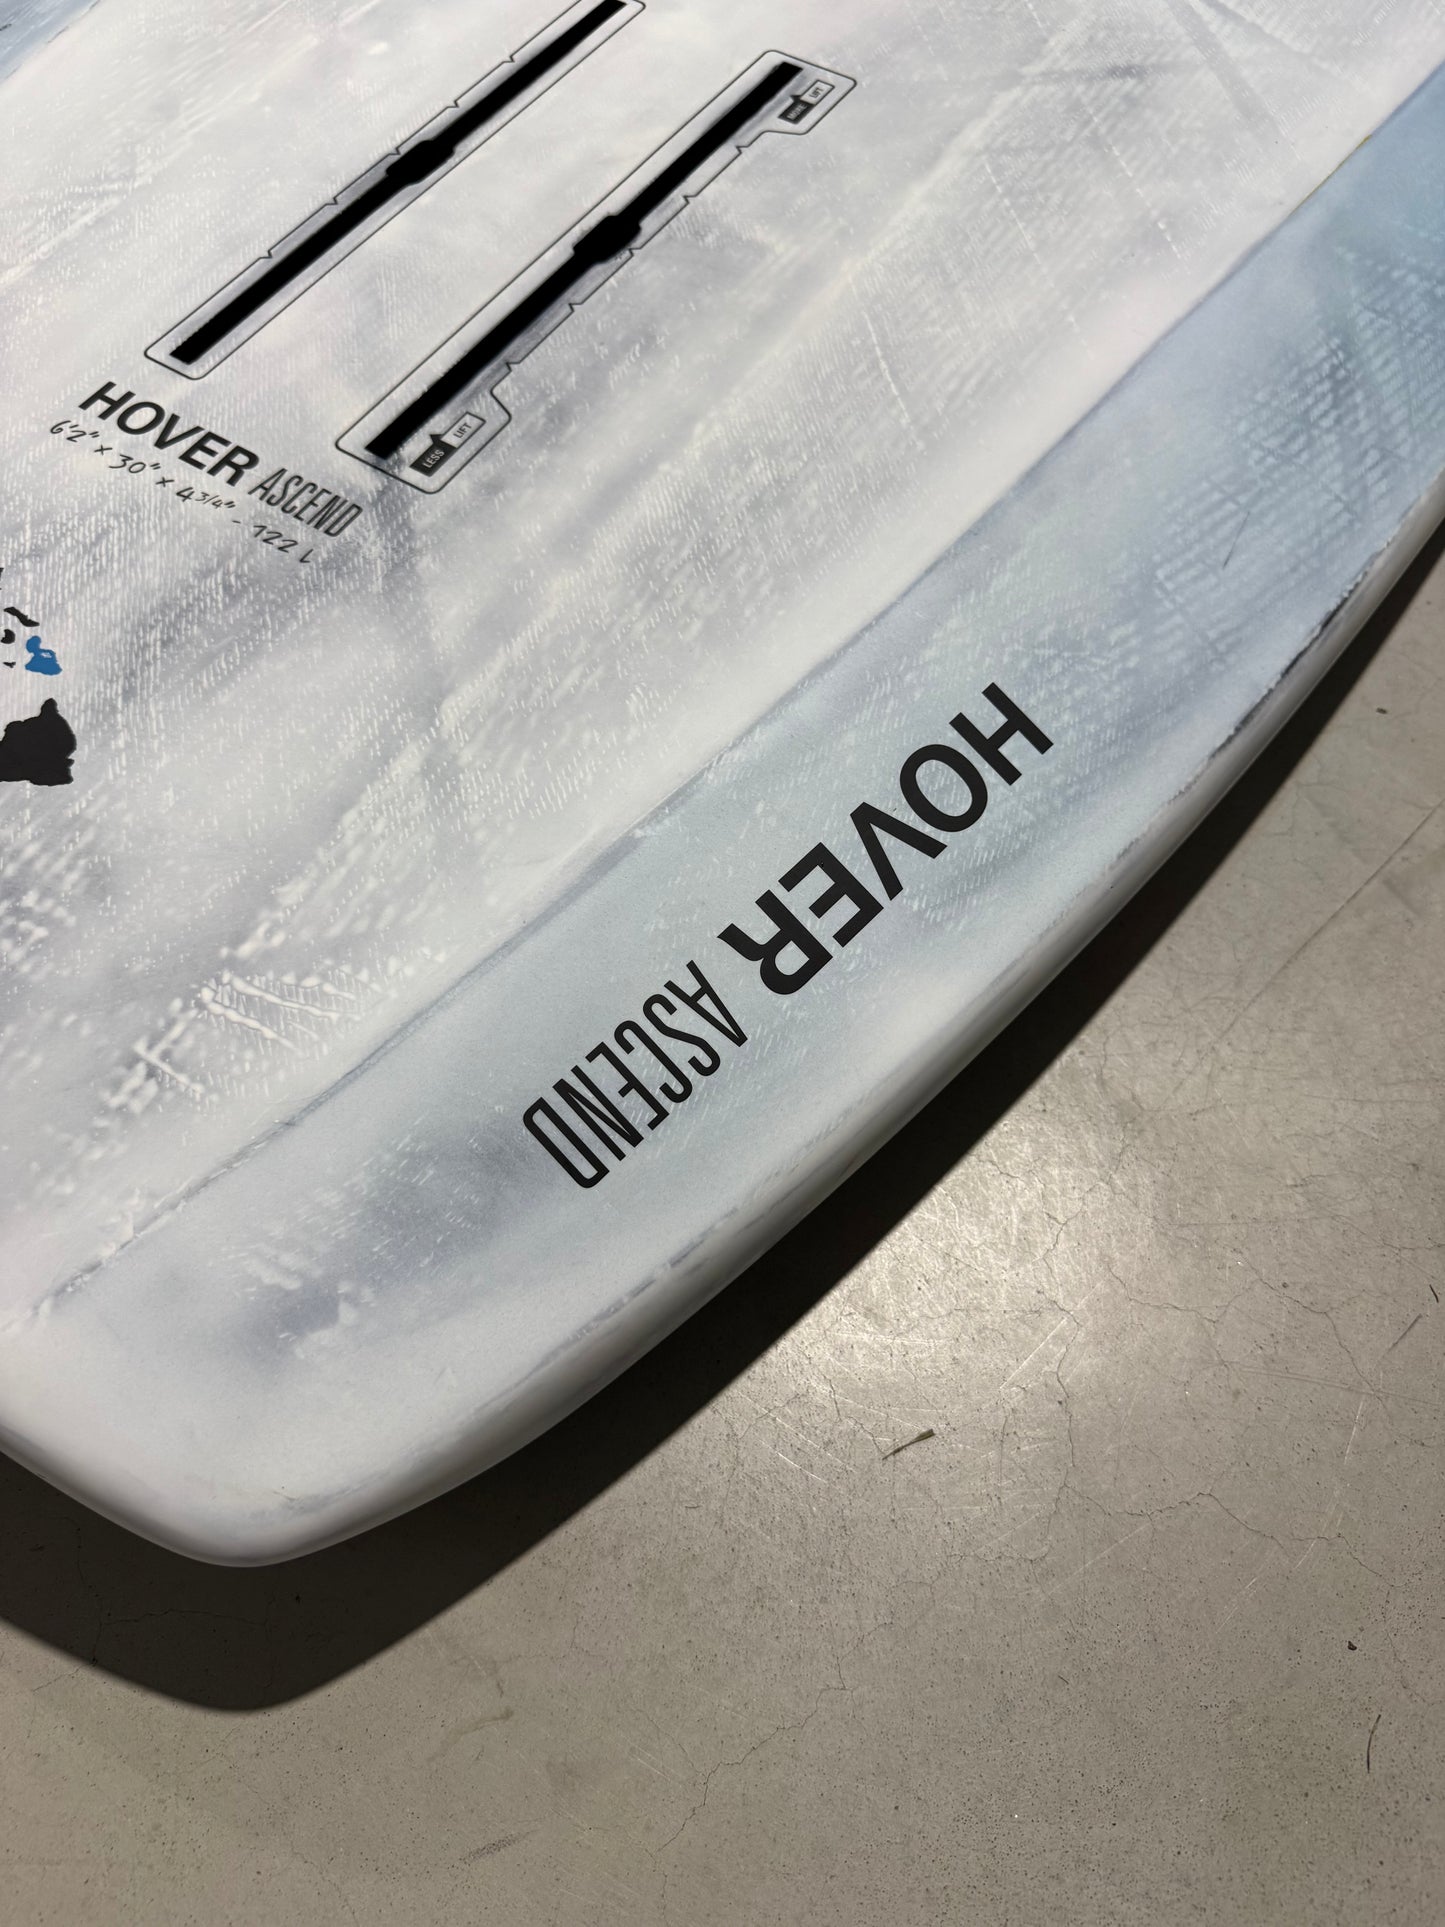 MORE LIFT
LESS LIFT
HOVER ASCEND
6'2" x 30" x 4 3/4" - 122 L
HOVER ASCEND